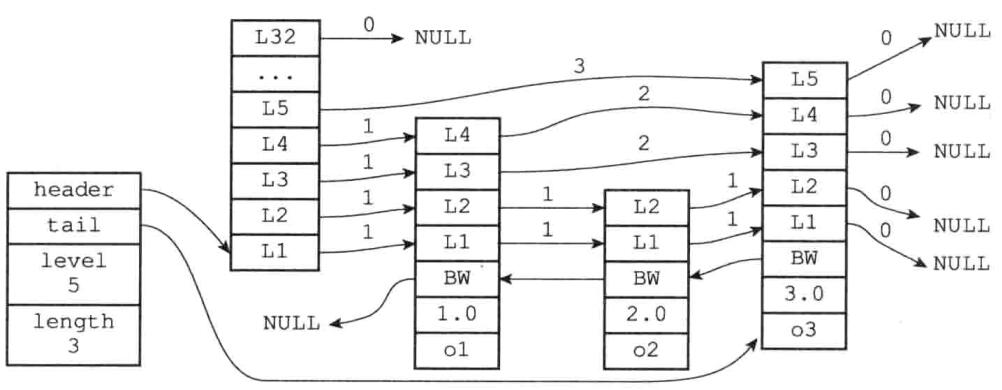 header
tail
level
5
length
3
L32
...
L5
L4
L3
L2
L1
0
NULL
3
1
1
1
1
L4
L3
L2
L1
BW
1.0
o1
NULL
2
2
1
1
L2
L1
BW
2.0
o2
1
1
L5
L4
L3
L2
L1
BW
3.0
o3
0
NULL
0
NULL
0
NULL
0
NULL
0
NULL